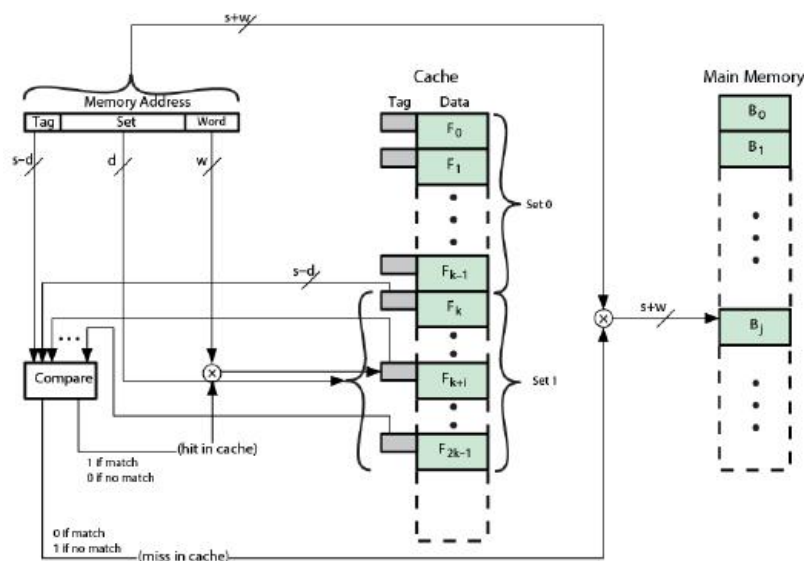 s+w
Cache
Main Memory
Memory Address
Tag Data
Tag Set Word
B0
F0
B1
s–d d w
F1
Set 0
s–d
Fk–1
Fk
s+w
Bj
...
Compare
Fk+i
Set 1
F2k–1
(hit in cache)
1 if match
0 if no match
0 if match
1 if no match
(miss in cache)